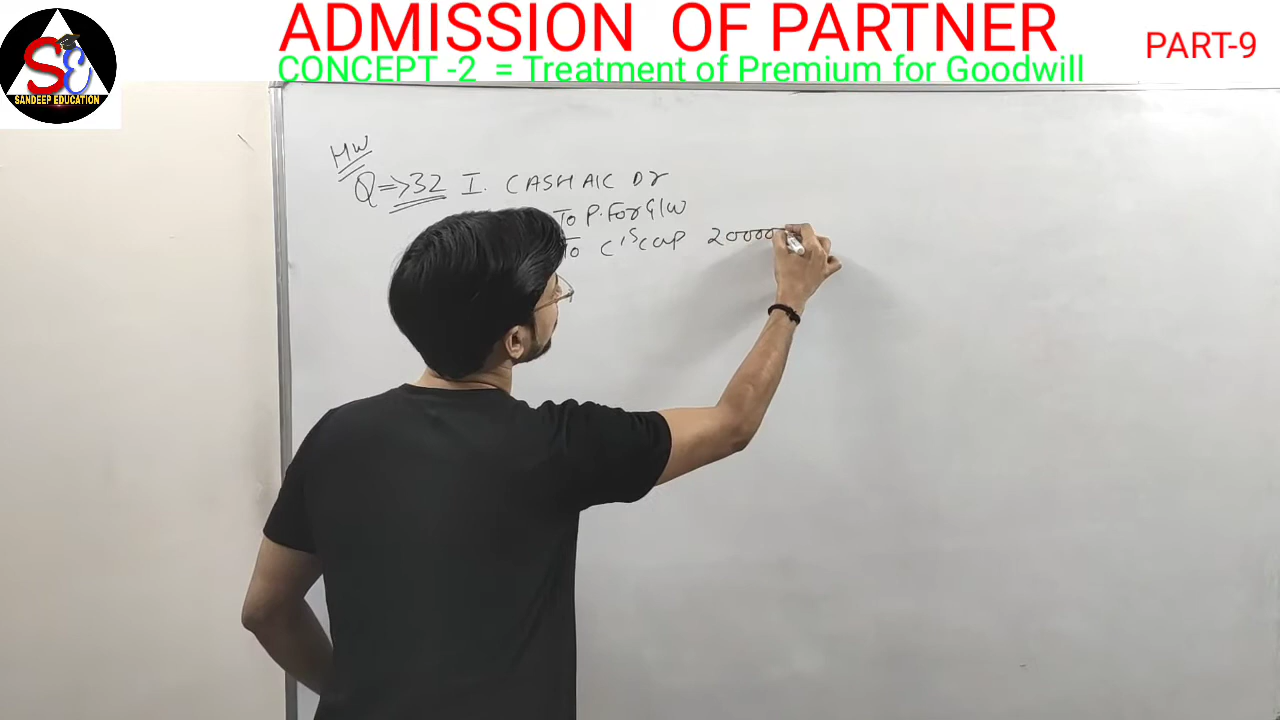 ADMISSION OF PARTNER
PART-9
CONCEPT -2 = Treatment of Premium for Goodwill
SE
SANDEEP EDUCATION
HW
Q=>32 I. CASH A/C Dr
To P. For G/W
To C's cap 20000